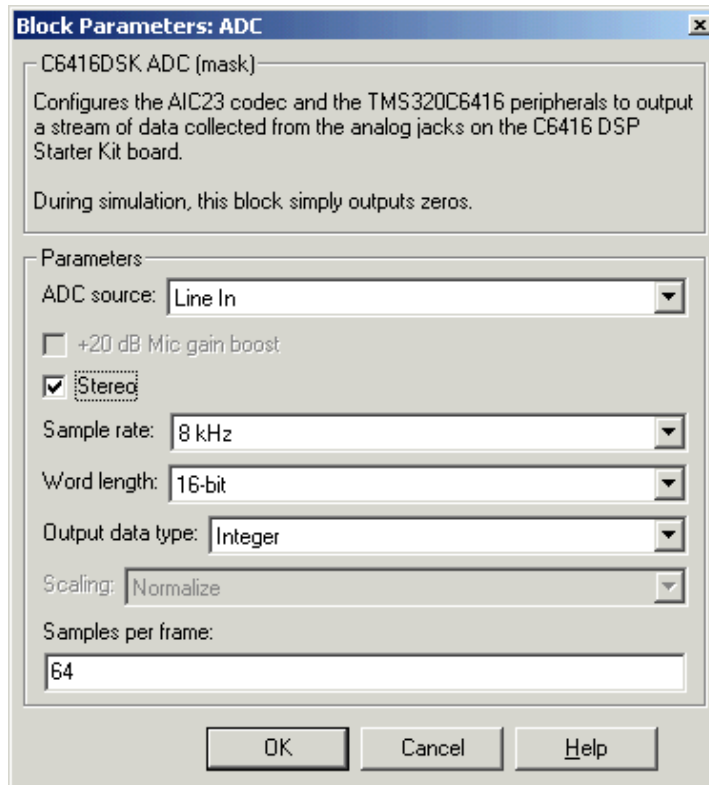 Block Parameters: ADC
C6416DSK ADC (mask)
Configures the AIC23 codec and the TMS320C6416 peripherals to output
a stream of data collected from the analog jacks on the C6416 DSP
Starter Kit board.
During simulation, this block simply outputs zeros.
Parameters
ADC source: Line In
+20 dB Mic gain boost
Stereo
Sample rate: 8 kHz
Word length: 16-bit
Output data type: Integer
Scaling: Normalize
Samples per frame:
64
OK Cancel Help